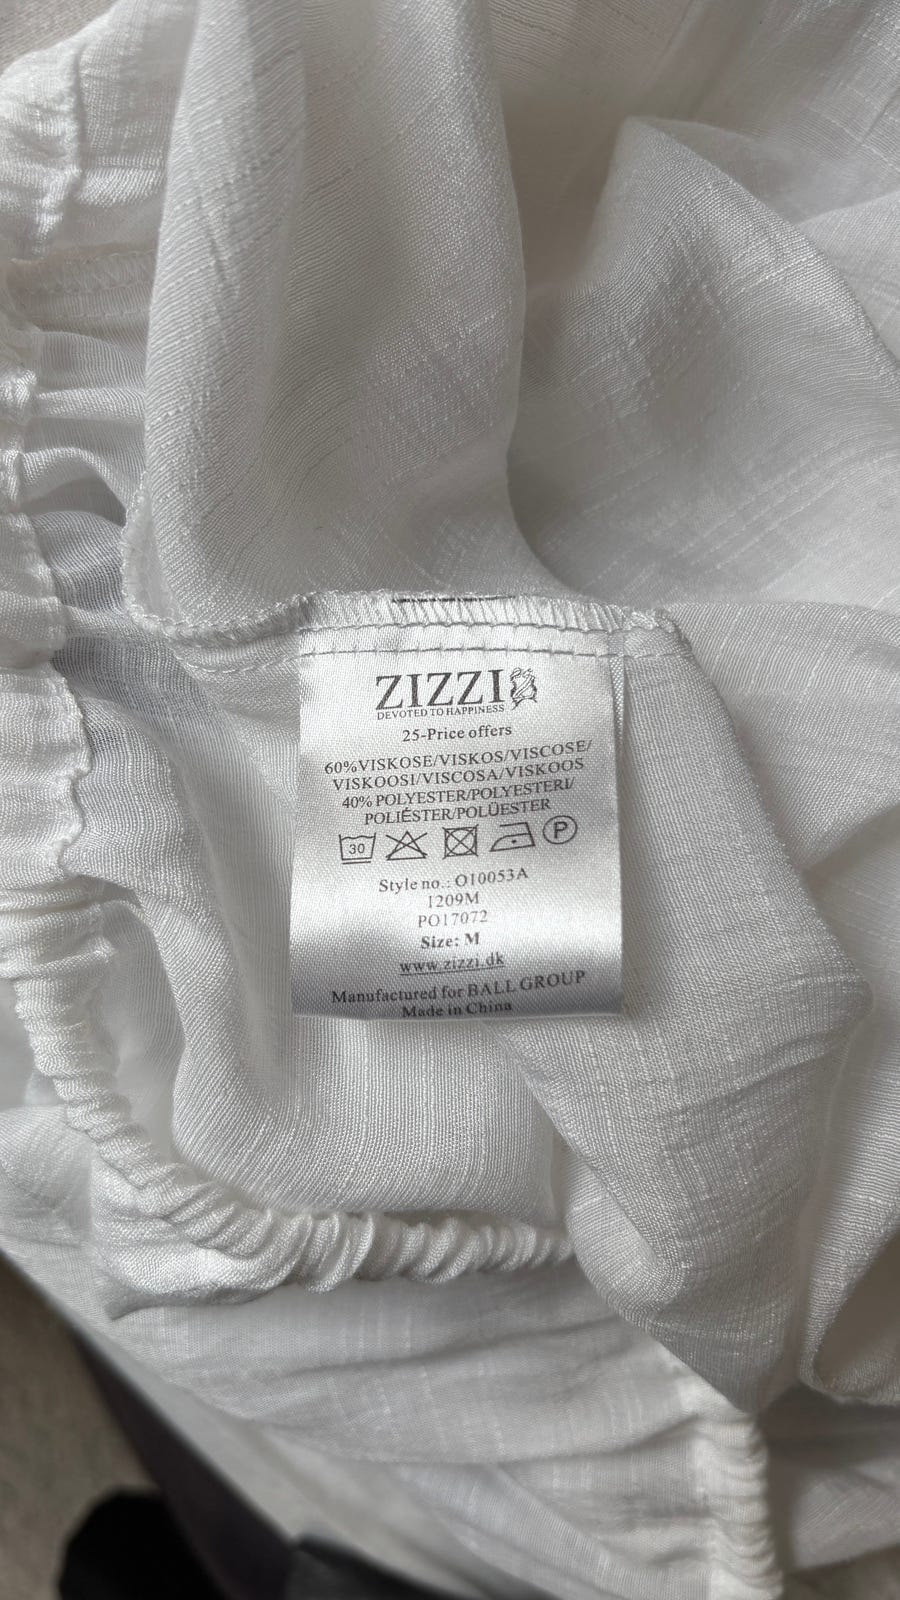 ZIZZI
DEVOTED TO HAPPINESS
25-Price offers
60%VISKOSE/VISKOS/VISCOSE/
VISKOOSI/VISCOSA/VISKOOS
40% POLYESTER/POLYESTERI/
POLIÉSTER/POLÜESTER
30 P
Style no.: O10053A
1209M
PO17072
Size: M
www.zizzi.dk
Manufactured for BALL GROUP
Made in China